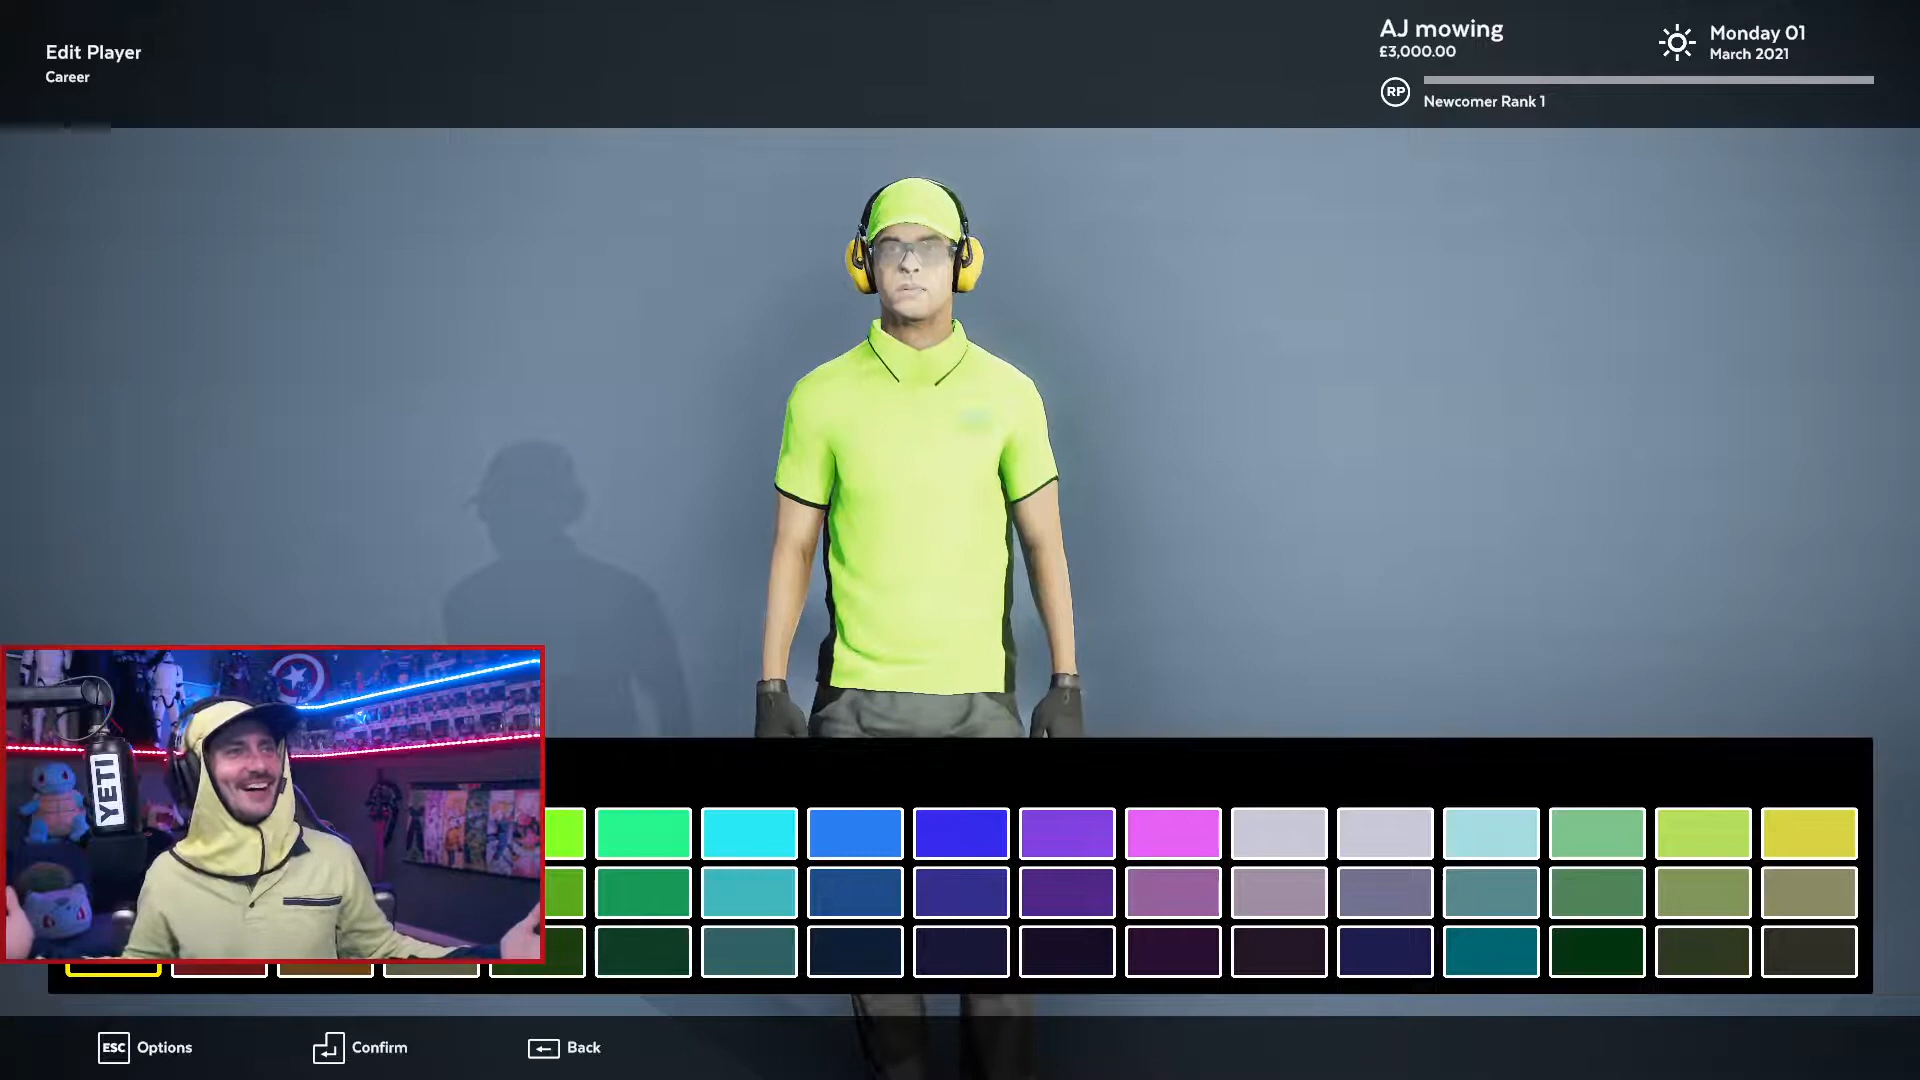 Edit Player
Career
AJ mowing
£3,000.00
RP
Newcomer Rank 1
Monday 01
March 2021
YETI
ESC Options
Confirm
Back